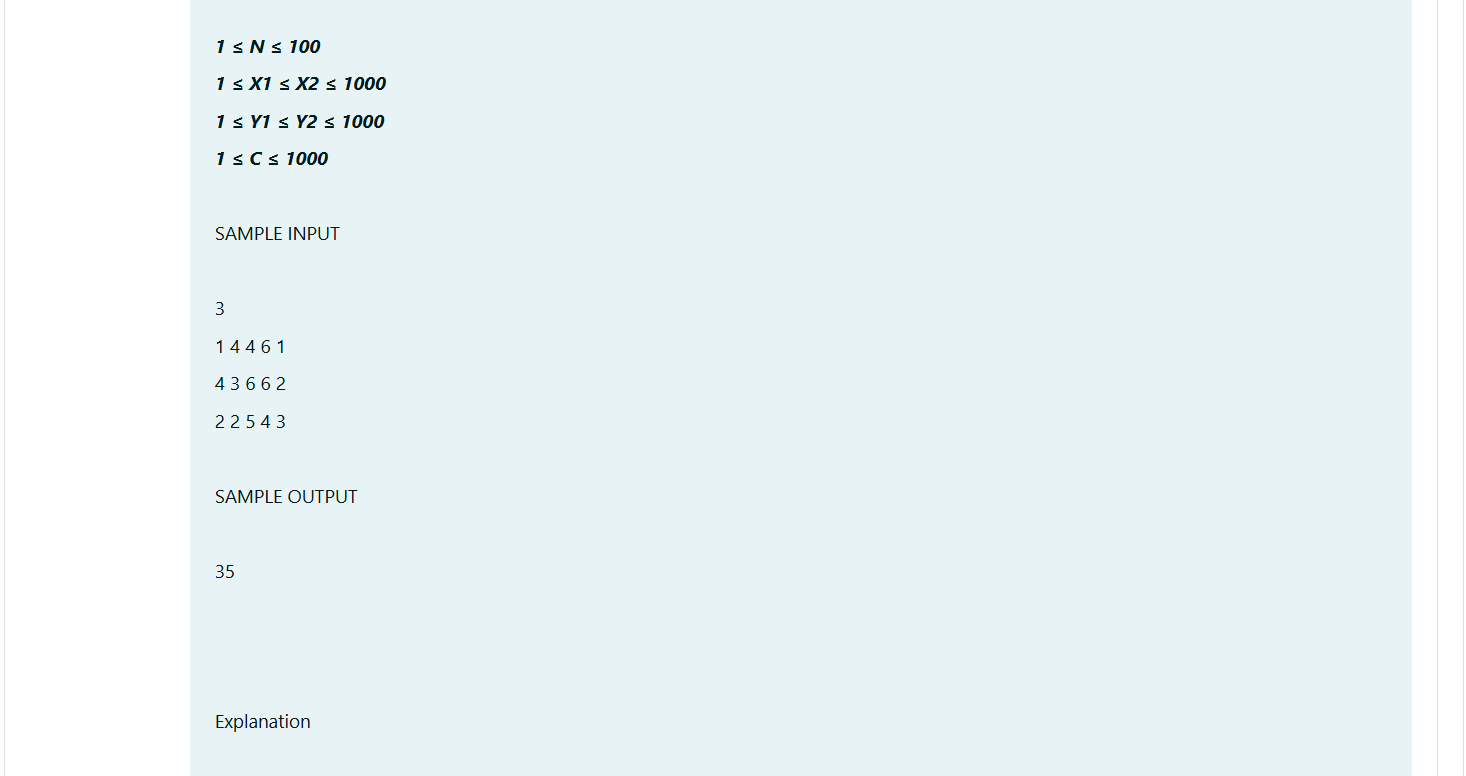 1 ≤ N ≤ 100
1 ≤ X1 ≤ X2 ≤ 1000
1 ≤ Y1 ≤ Y2 ≤ 1000
1 ≤ C ≤ 1000
SAMPLE INPUT
3
1 4 4 6 1
4 3 6 6 2
2 2 5 4 3
SAMPLE OUTPUT
35
Explanation